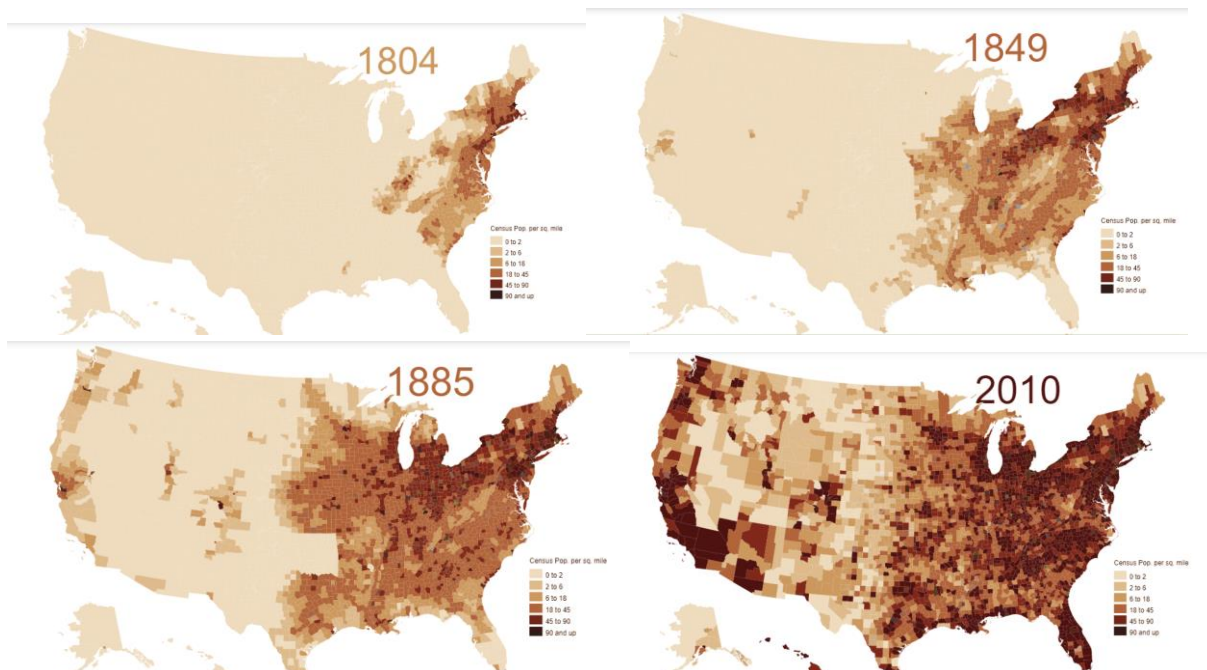 1804
Census Pop. per sq. mile
0 to 2
2 to 6
6 to 18
18 to 45
45 to 90
90 and up
1849
Census Pop. per sq. mile
0 to 2
2 to 6
6 to 18
18 to 45
45 to 90
90 and up
1885
Census Pop. per sq. mile
0 to 2
2 to 6
6 to 18
18 to 45
45 to 90
90 and up
2010
Census Pop. per sq. mile
0 to 2
2 to 6
6 to 18
18 to 45
45 to 90
90 and up